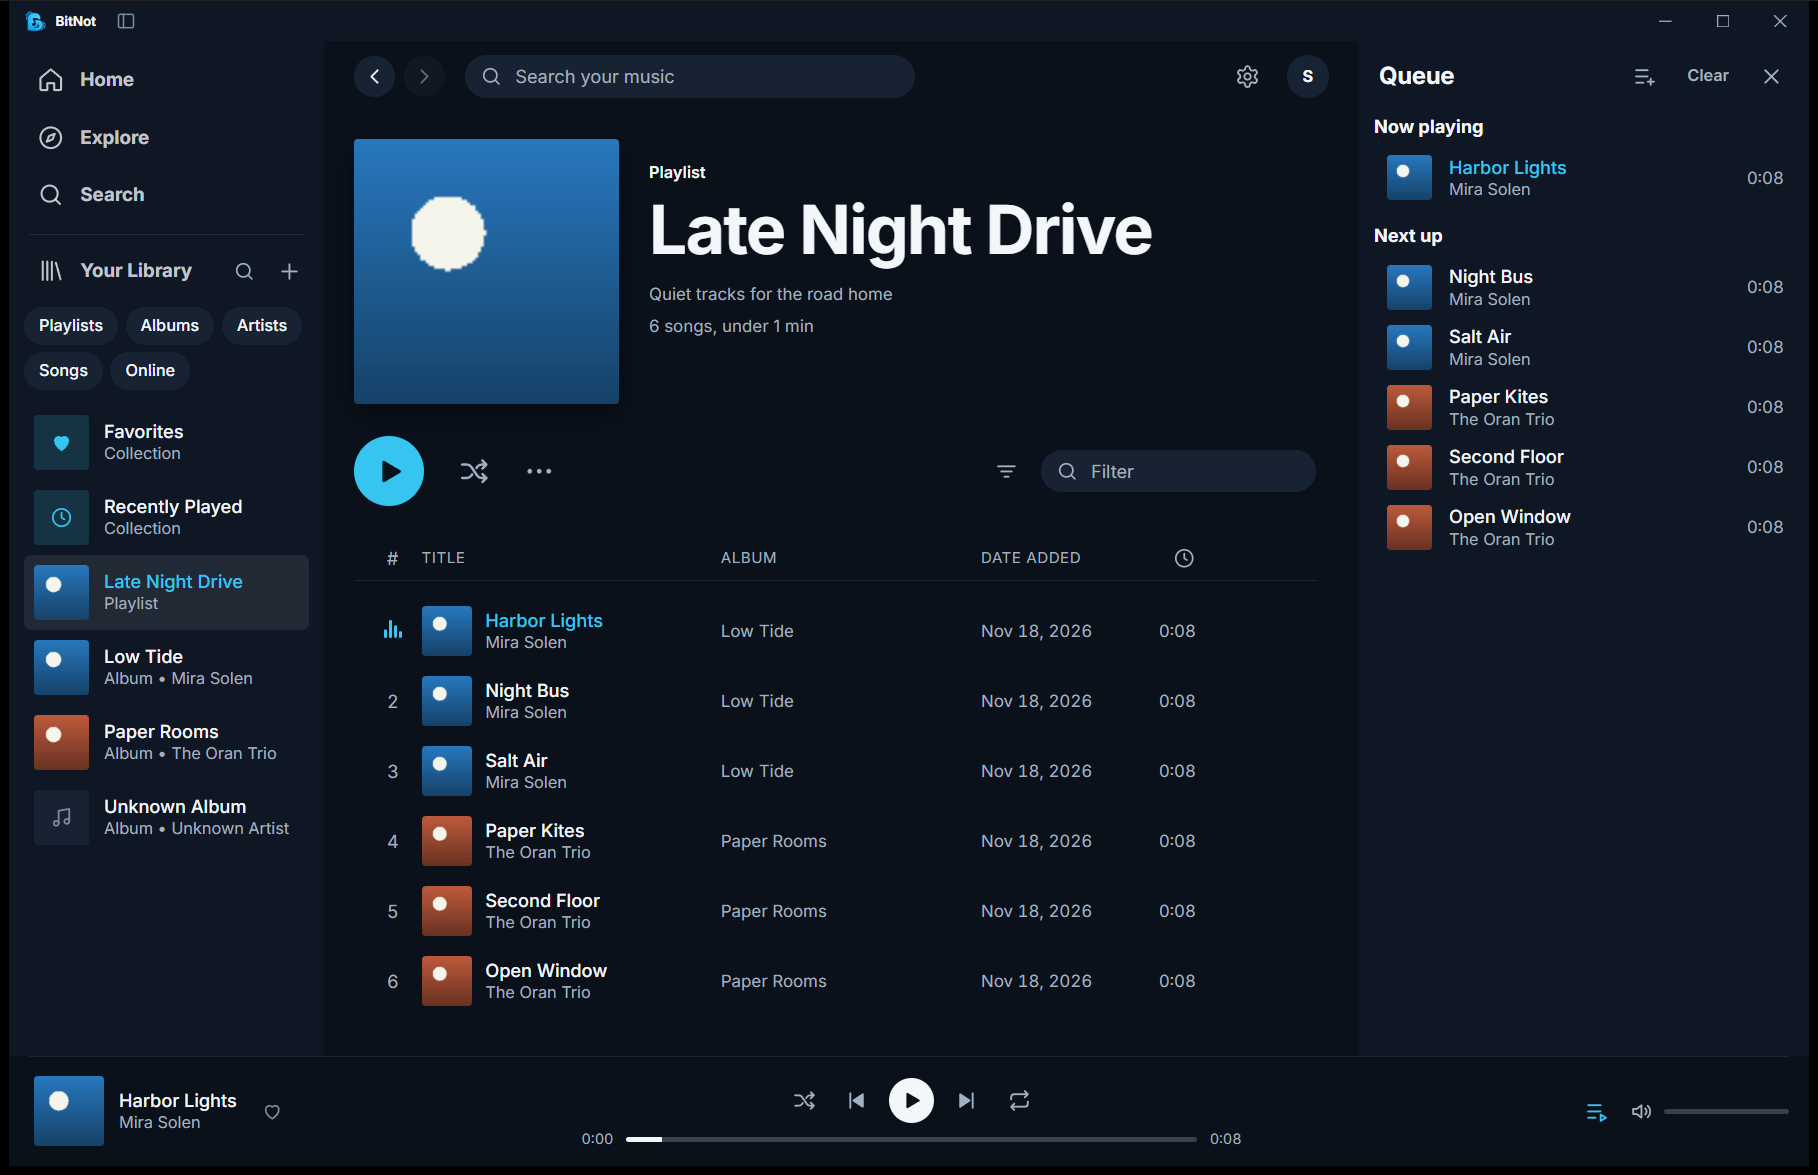 BitNot
Home
Explore
Search
Your Library
Playlists
Albums
Artists
Songs
Online
Favorites
Collection
Recently Played
Collection
Late Night Drive
Playlist
Low Tide
Album • Mira Solen
Paper Rooms
Album • The Oran Trio
Unknown Album
Album • Unknown Artist
Search your music
S
Playlist
Late Night Drive
Quiet tracks for the road home
6 songs, under 1 min
Filter
# TITLE ALBUM DATE ADDED
Harbor Lights
Mira Solen
Low Tide
Nov 18, 2026
0:08
2
Night Bus
Mira Solen
Low Tide
Nov 18, 2026
0:08
3
Salt Air
Mira Solen
Low Tide
Nov 18, 2026
0:08
4
Paper Kites
The Oran Trio
Paper Rooms
Nov 18, 2026
0:08
5
Second Floor
The Oran Trio
Paper Rooms
Nov 18, 2026
0:08
6
Open Window
The Oran Trio
Paper Rooms
Nov 18, 2026
0:08
Queue
Clear
Now playing
Harbor Lights
Mira Solen
0:08
Next up
Night Bus
Mira Solen
0:08
Salt Air
Mira Solen
0:08
Paper Kites
The Oran Trio
0:08
Second Floor
The Oran Trio
0:08
Open Window
The Oran Trio
0:08
Harbor Lights
Mira Solen
0:00
0:08